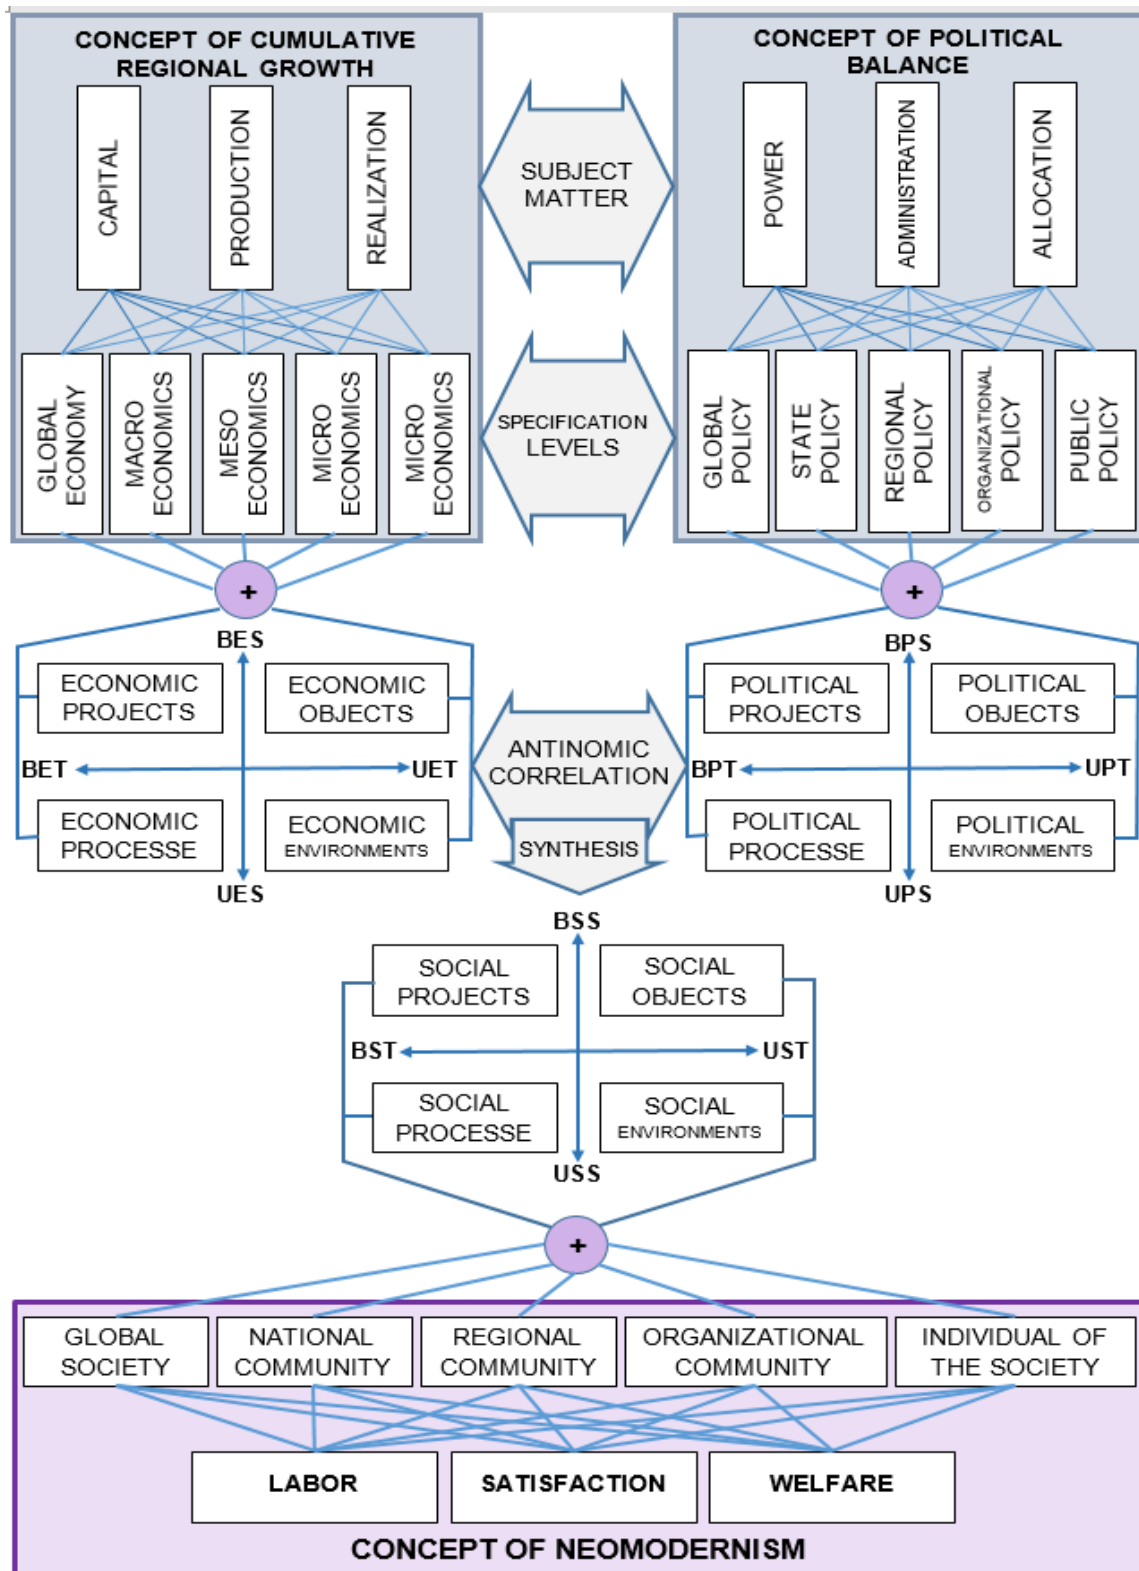 CONCEPT OF CUMULATIVE
REGIONAL GROWTH
CONCEPT OF POLITICAL
BALANCE
CAPITAL
PRODUCTION
REALIZATION
SUBJECT
MATTER
POWER
ADMINISTRATION
ALLOCATION
GLOBAL
ECONOMY
MACRO
ECONOMICS
MESO
ECONOMICS
MICRO
ECONOMICS
MICRO
ECONOMICS
SPECIFICATION
LEVELS
GLOBAL
POLICY
STATE
POLICY
REGIONAL
POLICY
ORGANIZATIONAL
POLICY
PUBLIC
POLICY
+
+
BES
ECONOMIC
PROJECTS
ECONOMIC
OBJECTS
BET
UET
ECONOMIC
PROCESSE
ECONOMIC
ENVIRONMENTS
UES
ANTINOMIC
CORRELATION
SYNTHESIS
BPS
POLITICAL
PROJECTS
POLITICAL
OBJECTS
BPT
UPT
POLITICAL
PROCESSE
POLITICAL
ENVIRONMENTS
UPS
BSS
SOCIAL
PROJECTS
SOCIAL
OBJECTS
BST
UST
SOCIAL
PROCESSE
SOCIAL
ENVIRONMENTS
USS
+
GLOBAL
SOCIETY
NATIONAL
COMMUNITY
REGIONAL
COMMUNITY
ORGANIZATIONAL
COMMUNITY
INDIVIDUAL OF
THE SOCIETY
LABOR
SATISFACTION
WELFARE
CONCEPT OF NEOMODERNISM